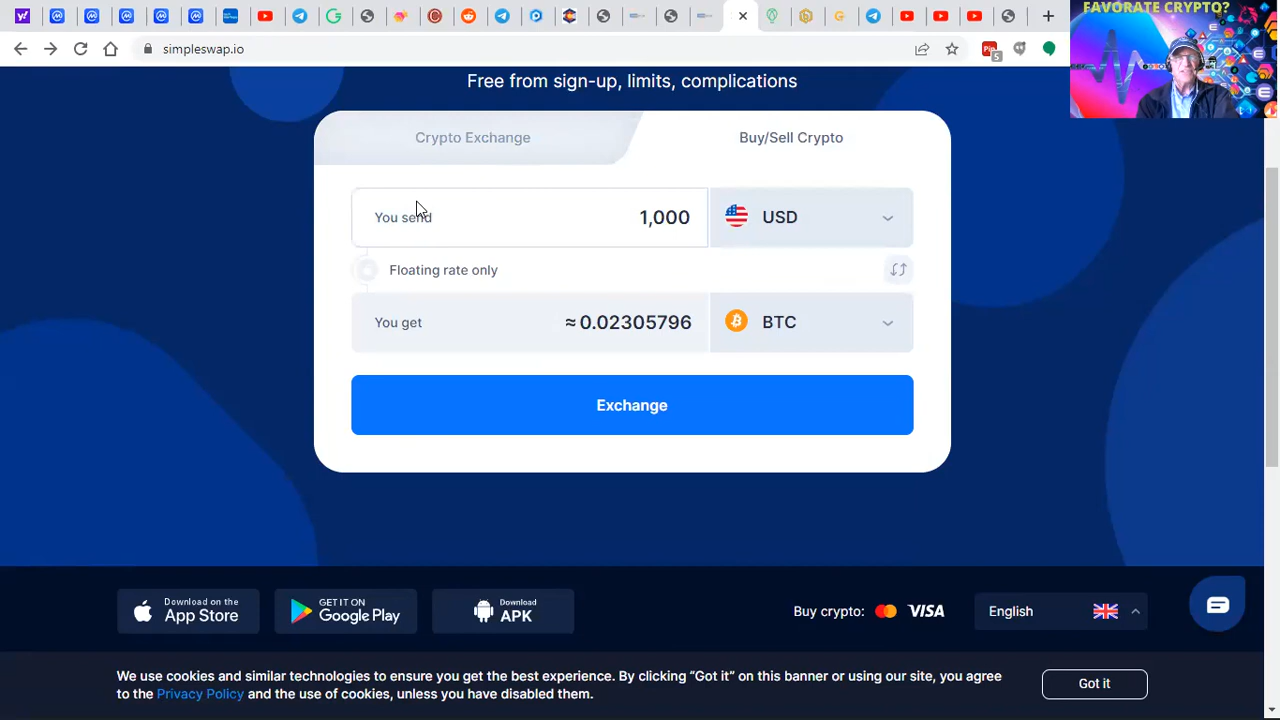 FAVORATE CRYPTO?
simpleswap.io
5
Free from sign-up, limits, complications
Crypto Exchange
Buy/Sell Crypto
You send
1,000
USD
Floating rate only
You get
≈ 0.02305796
BTC
Exchange
Download on the
App Store
GET IT ON
Google Play
Download
APK
Buy crypto:
VISA
English
We use cookies and similar technologies to ensure you get the best experience. By clicking “Got it” on this banner or using our site, you agree
to the Privacy Policy and the use of cookies, unless you have disabled them.
Got it